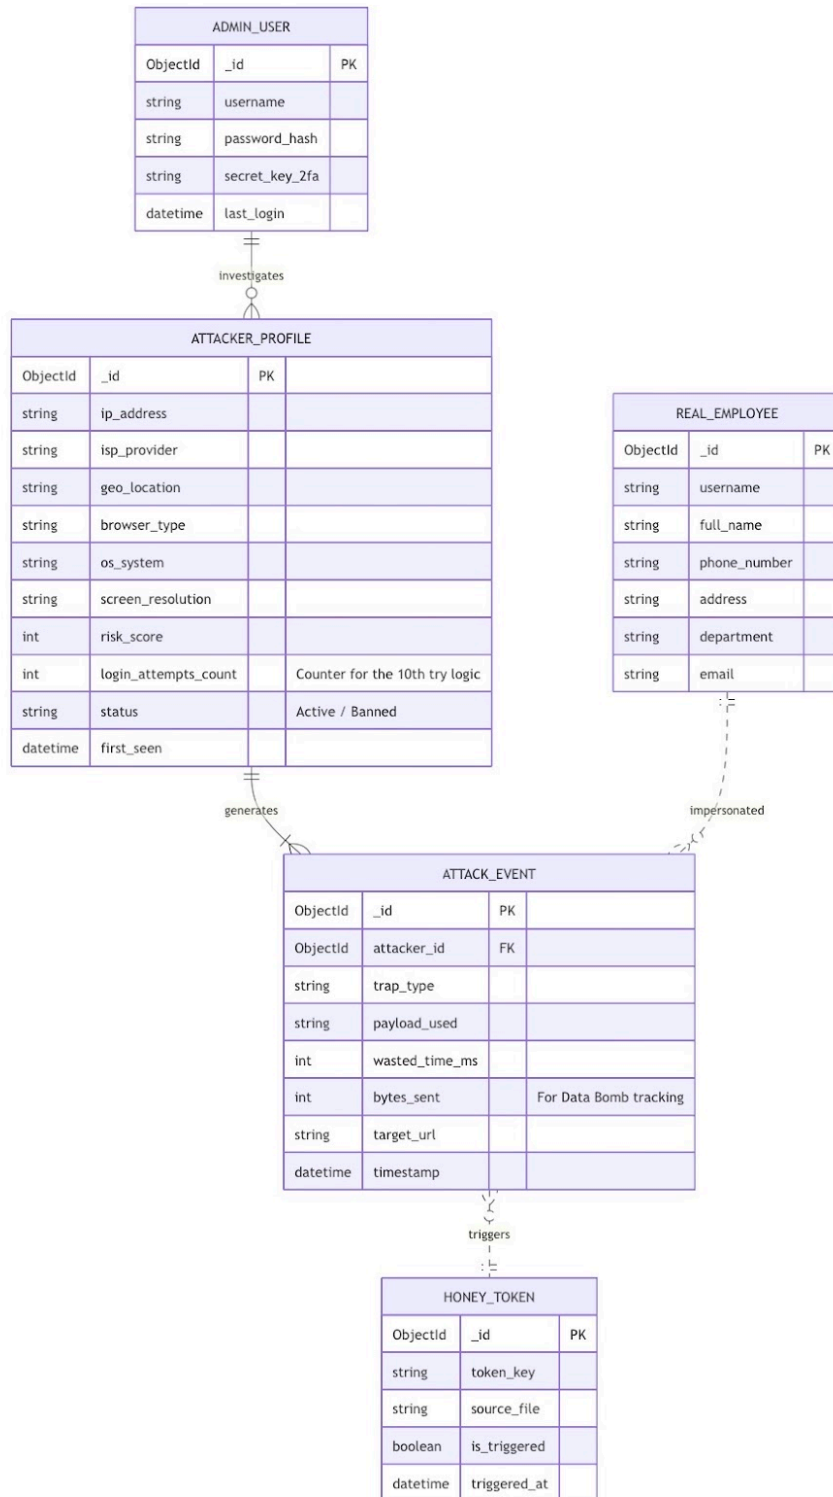 ADMIN_USER
ObjectId _id PK
string username
string password_hash
string secret_key_2fa
datetime last_login
investigates
ATTACKER_PROFILE
ObjectId _id PK
string ip_address
string isp_provider
string geo_location
string browser_type
string os_system
string screen_resolution
int risk_score
int login_attempts_count Counter for the 10th try logic
string status Active / Banned
datetime first_seen
REAL_EMPLOYEE
ObjectId _id PK
string username
string full_name
string phone_number
string address
string department
string email
generates
impersonated
ATTACK_EVENT
ObjectId _id PK
ObjectId attacker_id FK
string trap_type
string payload_used
int wasted_time_ms
int bytes_sent For Data Bomb tracking
string target_url
datetime timestamp
triggers
HONEY_TOKEN
ObjectId _id PK
string token_key
string source_file
boolean is_triggered
datetime triggered_at